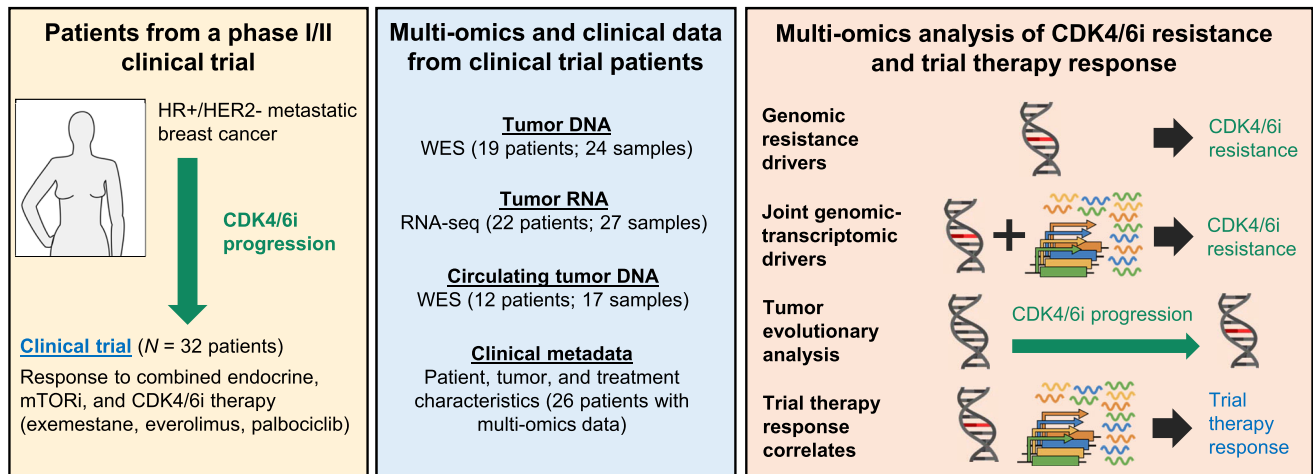 Patients from a phase I/II
clinical trial
HR+/HER2- metastatic
breast cancer
CDK4/6i
progression
Clinical trial (N = 32 patients)
Response to combined endocrine,
mTORi, and CDK4/6i therapy
(exemestane, everolimus, palbociclib)
Multi-omics and clinical data
from clinical trial patients
Tumor DNA
WES (19 patients; 24 samples)
Tumor RNA
RNA-seq (22 patients; 27 samples)
Circulating tumor DNA
WES (12 patients; 17 samples)
Clinical metadata
Patient, tumor, and treatment
characteristics (26 patients with
multi-omics data)
Multi-omics analysis of CDK4/6i resistance
and trial therapy response
Genomic
resistance
drivers
CDK4/6i
resistance
Joint genomic-
transcriptomic
drivers
+
CDK4/6i
resistance
Tumor
evolutionary
analysis
CDK4/6i progression
Trial therapy
response
correlates
Trial
therapy
response